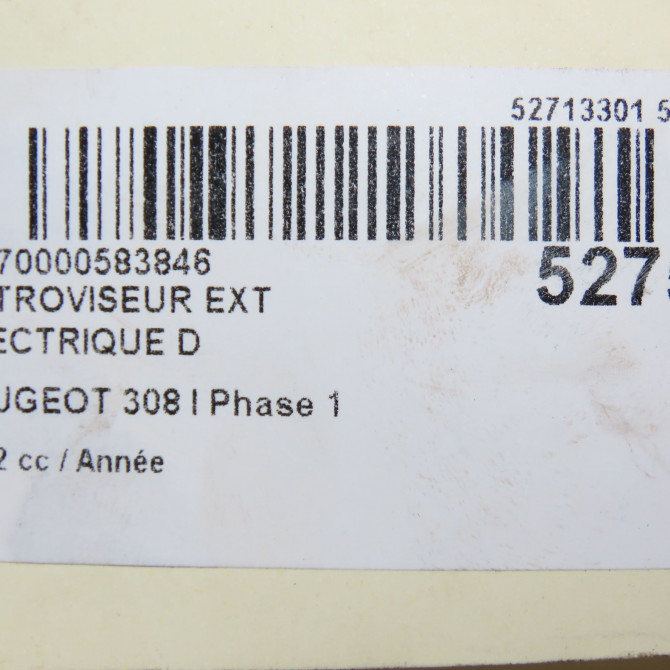 52713301 5
70000583846
527
TROVISEUR EXT
ECTRIQUE D
UGEOT 308 I Phase 1
2 cc / Année